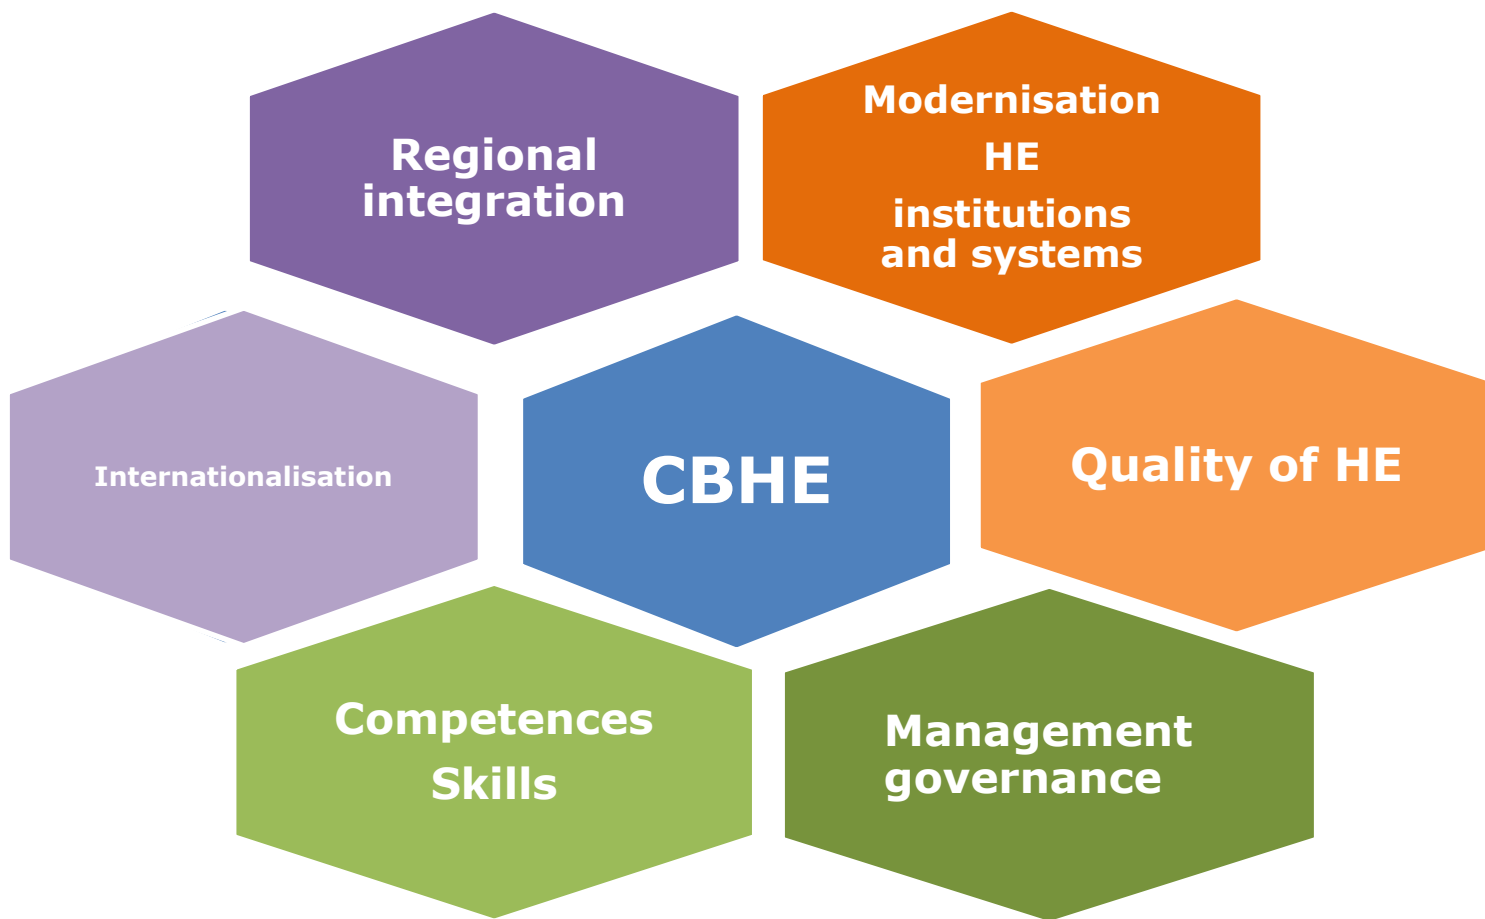 Regional
integration
Modernisation
HE
institutions
and systems
Internationalisation
CBHE
Quality of HE
Competences
Skills
Management
governance